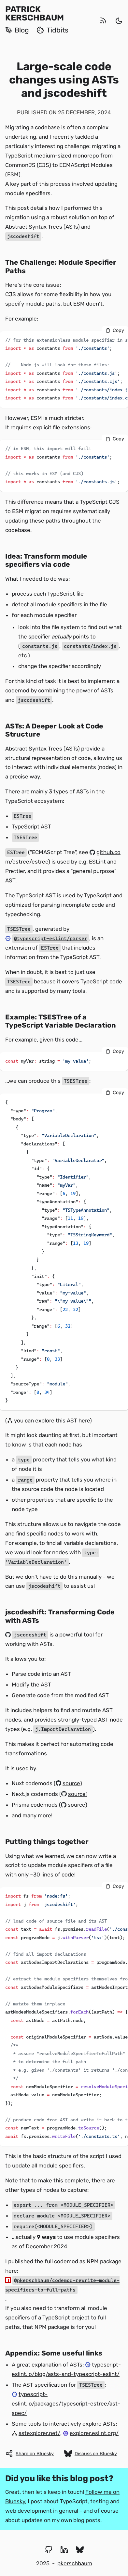 PATRICK
KERSCHBAUM
Blog
Tidbits
Large-scale code
changes using ASTs
and jscodeshift
PUBLISHED ON 25 DECEMBER, 2024
Migrating a codebase is often a complex
undertaking, and I recently tackled a
particularly interesting challenge: migrating a
TypeScript medium-sized monorepo from
CommonJS (CJS) to ECMAScript Modules
(ESM).
A key part of this process involved updating
module specifiers.
This post details how I performed this
migration using a robust solution on top of
Abstract Syntax Trees (ASTs) and
jscodeshift.
The Challenge: Module Specifier
Paths
Here's the core issue:
CJS allows for some flexibility in how you
specify module paths, but ESM doesn't.
For example:
Copy
// For this extensionless module specifier in a
import * as constants from './constants';
// ...Node.js will look for these files:
import * as constants from './constants.js';
import * as constants from './constants.cjs';
import * as constants from './constants/index.j
import * as constants from './constants/index.c
However, ESM is much stricter.
It requires explicit file extensions:
Copy
// in ESM, this import will fail!
import * as constants from './constants';
// this works in ESM (and CJS)
import * as constants from './constants.js';
This difference means that a TypeScript CJS
to ESM migration requires systematically
updating those import paths throughout
your codebase.
Idea: Transform module
specifiers via code
What I needed to do was:
process each TypeScript file
detect all module specifiers in the file
for each module specifier
look into the file system to find out what
the specifier actually points to
( constants.js, constants/index.js,
etc.)
change the specifier accordingly
For this kind of task it is best to implement a
codemod by combining the power of ASTs
and jscodeshift.
ASTs: A Deeper Look at Code
Structure
Abstract Syntax Trees (ASTs) provide a
structural representation of code, allowing us
to interact with individual elements (nodes) in
a precise way.
There are mainly 3 types of ASTs in the
TypeScript ecosystem:
ESTree
TypeScript AST
TSESTree
ESTree ("ECMAScript Tree", see github.co
m/estree/estree) is used by e.g. ESLint and
Prettier, and it provides a "general purpose"
AST.
The TypeScript AST is used by TypeScript and
optimized for parsing incomplete code and
typechecking.
TSESTree, generated by
@typescript-eslint/parser, is an
extension of ESTree that includes
information from the TypeScript AST.
When in doubt, it is best to just use
TSESTree because it covers TypeScript code
and is supported by many tools.
Example: TSESTree of a
TypeScript Variable Declaration
For example, given this code...
Copy
const myVar: string = 'my-value';
...we can produce this TSESTree:
Copy
{
"type": "Program",
"body": [
{
"type": "VariableDeclaration",
"declarations": [
{
"type": "VariableDeclarator",
"id": {
"type": "Identifier",
"name": "myVar",
"range": [6, 19],
"typeAnnotation": {
"type": "TSTypeAnnotation",
"range": [11, 19],
"typeAnnotation": {
"type": "TSStringKeyword",
"range": [13, 19]
}
}
},
"init": {
"type": "Literal",
"value": "my-value",
"raw": "\"my-value\"",
"range": [22, 32]
},
"range": [6, 32]
}
],
"kind": "const",
"range": [0, 33]
}
],
"sourceType": "module",
"range": [0, 34]
}
(you can explore this AST here)
It might look daunting at first, but important
to know is that each node has
a type property that tells you what kind
of node it is
a range property that tells you where in
the source code the node is located
other properties that are specific to the
node type
This structure allows us to navigate the code
and find specific nodes to work with.
For example, to find all variable declarations,
we would look for nodes with type:
'VariableDeclaration'.
But we don't have to do this manually - we
can use jscodeshift to assist us!
jscodeshift: Transforming Code
with ASTs
jscodeshift is a powerful tool for
working with ASTs.
It allows you to:
Parse code into an AST
Modify the AST
Generate code from the modified AST
It includes helpers to find and mutate AST
nodes, and provides strongly-typed AST node
types (e.g. j.ImportDeclaration).
This makes it perfect for automating code
transformations.
It is used by:
Nuxt codemods (source)
Next.js codemods (source)
Prisma codemods (source)
and many more!
Putting things together
Using what we learned, we can now write a
script to update module specifiers of a file
with only ~30 lines of code!
Copy
import fs from 'node:fs';
import j from 'jscodeshift';
// load code of source file and its AST
const text = await fs.promises.readFile('./cons
const programNode = j.withParser('tsx')(text);
// Find all import declarations
const astNodesImportDeclarations = programNode.
// extract the module specifiers themselves fro
const astNodesModuleSpecifiers = astNodesImport
// mutate them in-place
astNodesModuleSpecifiers.forEach((astPath) => {
const astNode = astPath.node;
const originalModuleSpecifier = astNode.value
/**
* assume "resolveModuleSpecifierToFullPath"
* to determine the full path
* e.g. given './constants' it returns './con
*/
const newModuleSpecifier = resolveModuleSpeci
astNode.value = newModuleSpecifier;
});
// produce code from AST and write it back to t
const newText = programNode.toSource();
await fs.promises.writeFile('./constants.ts', n
This is the basic structure of the script I used
to update all module specifiers.
Note that to make this complete, there are
other types of nodes to capture:
export ... from <MODULE_SPECIFIER>
declare module <MODULE_SPECIFIER>
require(<MODULE_SPECIFIER>)
...actually 9 ways to use module specifiers
as of December 2024
I published the full codemod as NPM package
here:
@pkerschbaum/codemod-rewrite-module-
specifiers-to-full-paths
.
If you also need to transform all module
specifiers of a TypeScript project to full
paths, that NPM package is for you!
Appendix: Some useful links
A great explanation of ASTs: typescript-
eslint.io/blog/asts-and-typescript-eslint/
The AST specification for TSESTree:
typescript-
eslint.io/packages/typescript-estree/ast-
spec/
Some tools to interactively explore ASTs:
astexplorer.net/, explorer.eslint.org/
Share on Bluesky
Discuss on Bluesky
Did you like this blog post?
Great, then let's keep in touch! Follow me on
Bluesky, I post about TypeScript, testing and
web development in general - and of course
about updates on my own blog posts.
2025 - pkerschbaum